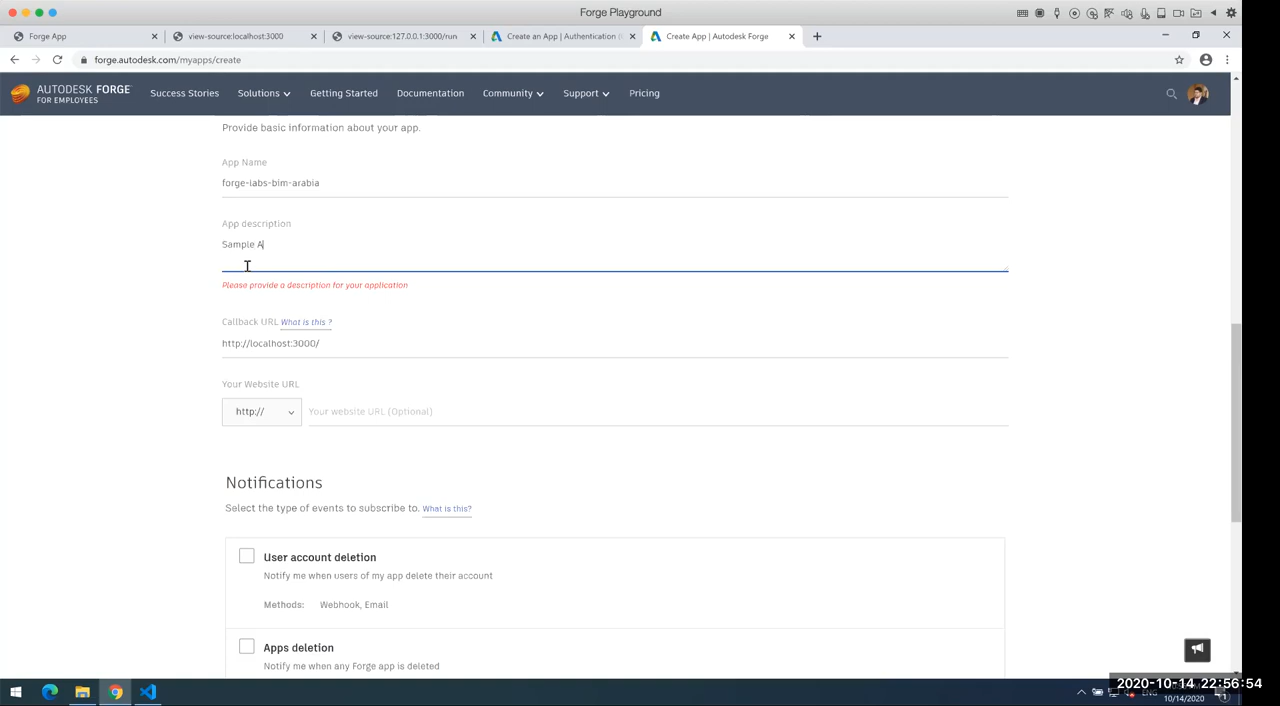 Forge Playground
Forge App
view-source:localhost:3000
view-source:127.0.0.1:3000/run
Create an App | Authentication (
Create App | Autodesk Forge
forge.autodesk.com/myapps/create
AUTODESK FORGE
FOR EMPLOYEES
Success Stories
Solutions
Getting Started
Documentation
Community
Support
Pricing
Provide basic information about your app.
App Name
forge-labs-bim-arabia
App description
Sample A
Please provide a description for your application
Callback URL What is this ?
http://localhost:3000/
Your Website URL
http://
Your website URL (Optional)
Notifications
Select the type of events to subscribe to. What is this?
User account deletion
Notify me when users of my app delete their account
Methods: Webhook, Email
Apps deletion
Notify me when any Forge app is deleted
2020-10-14 22:56:54
ENG
10/14/2020